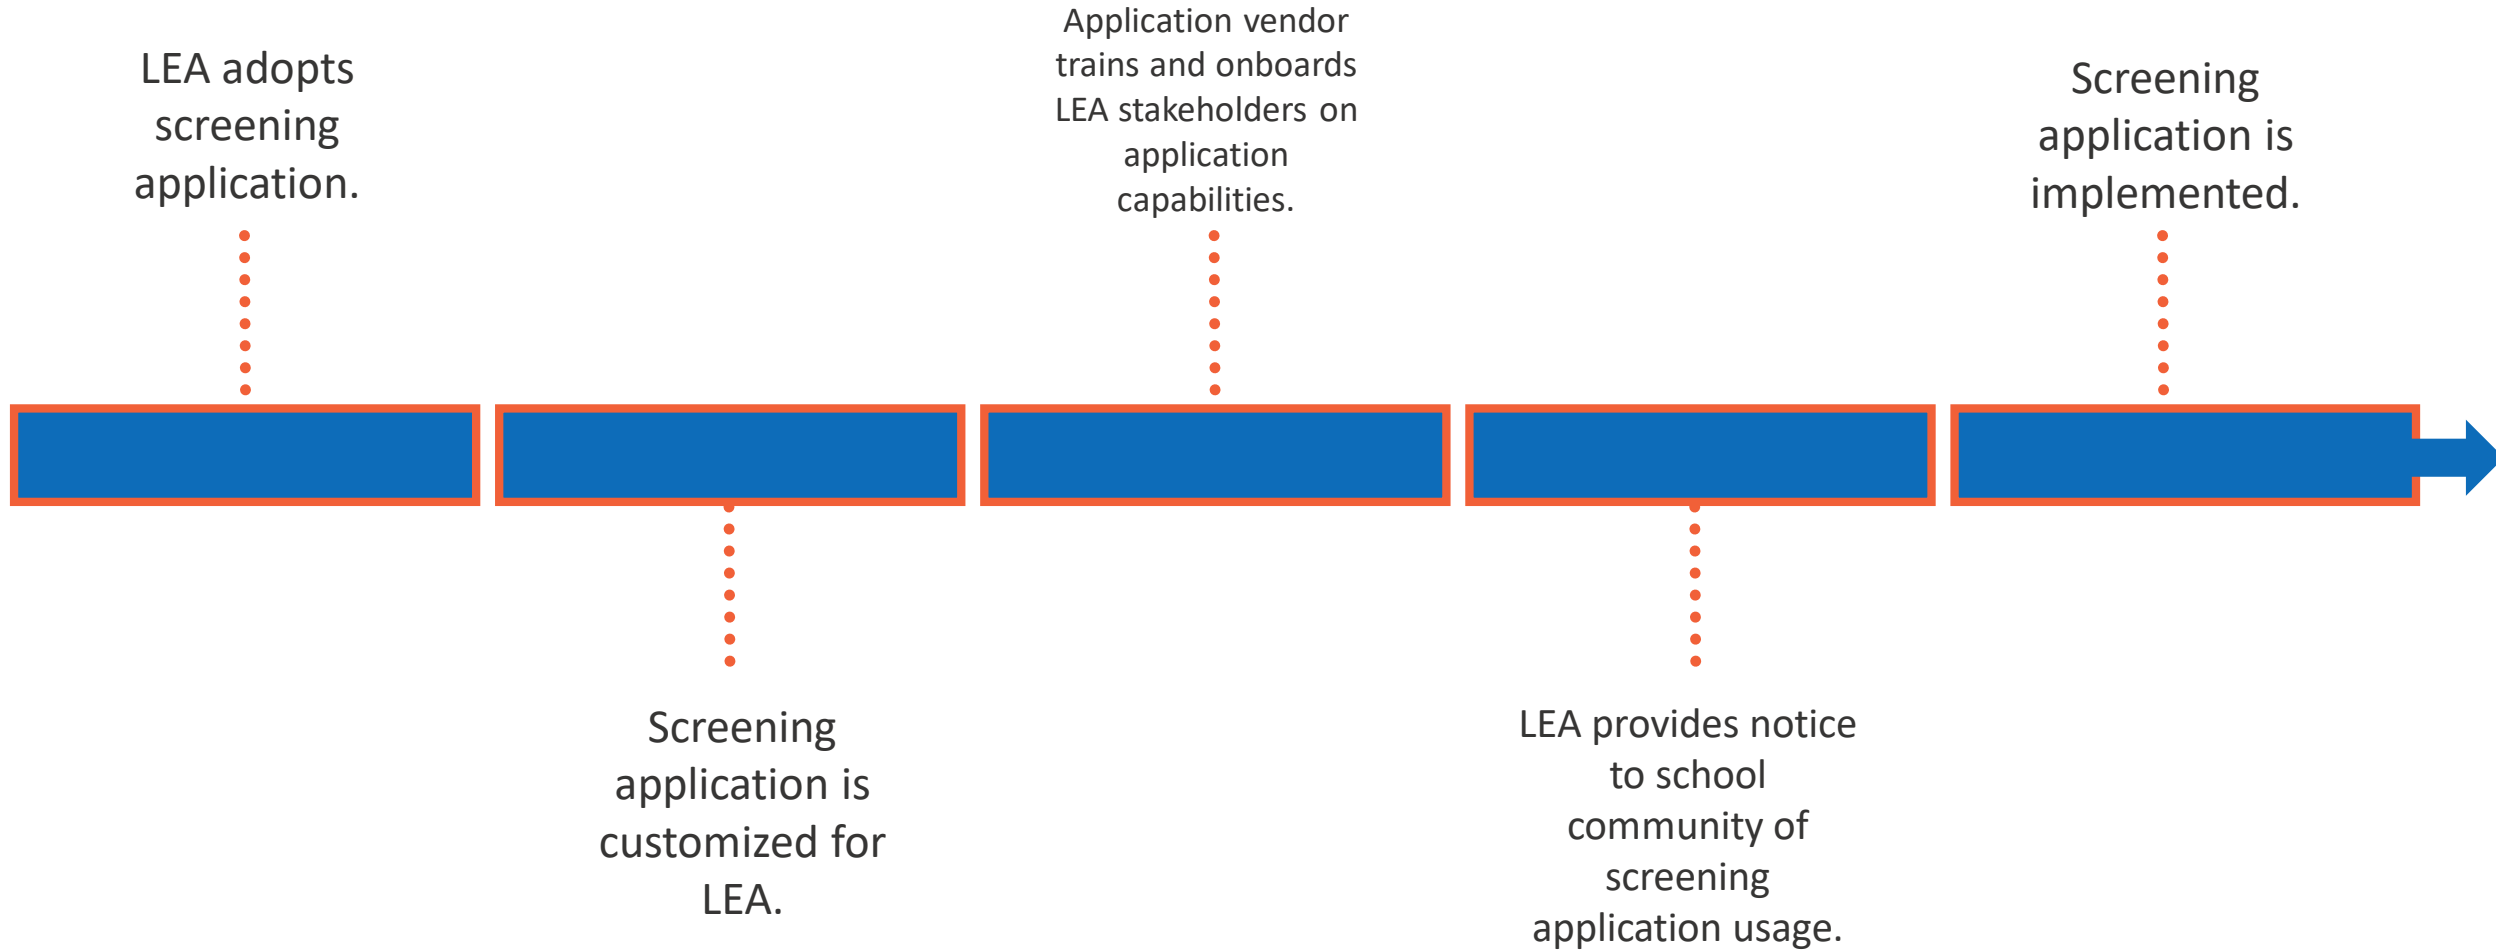 LEA adopts
screening
application.
Screening
application is
customized for
LEA.
Application vendor
trains and onboards
LEA stakeholders on
application
capabilities.
LEA provides notice
to school
community of
screening
application usage.
Screening
application is
implemented.